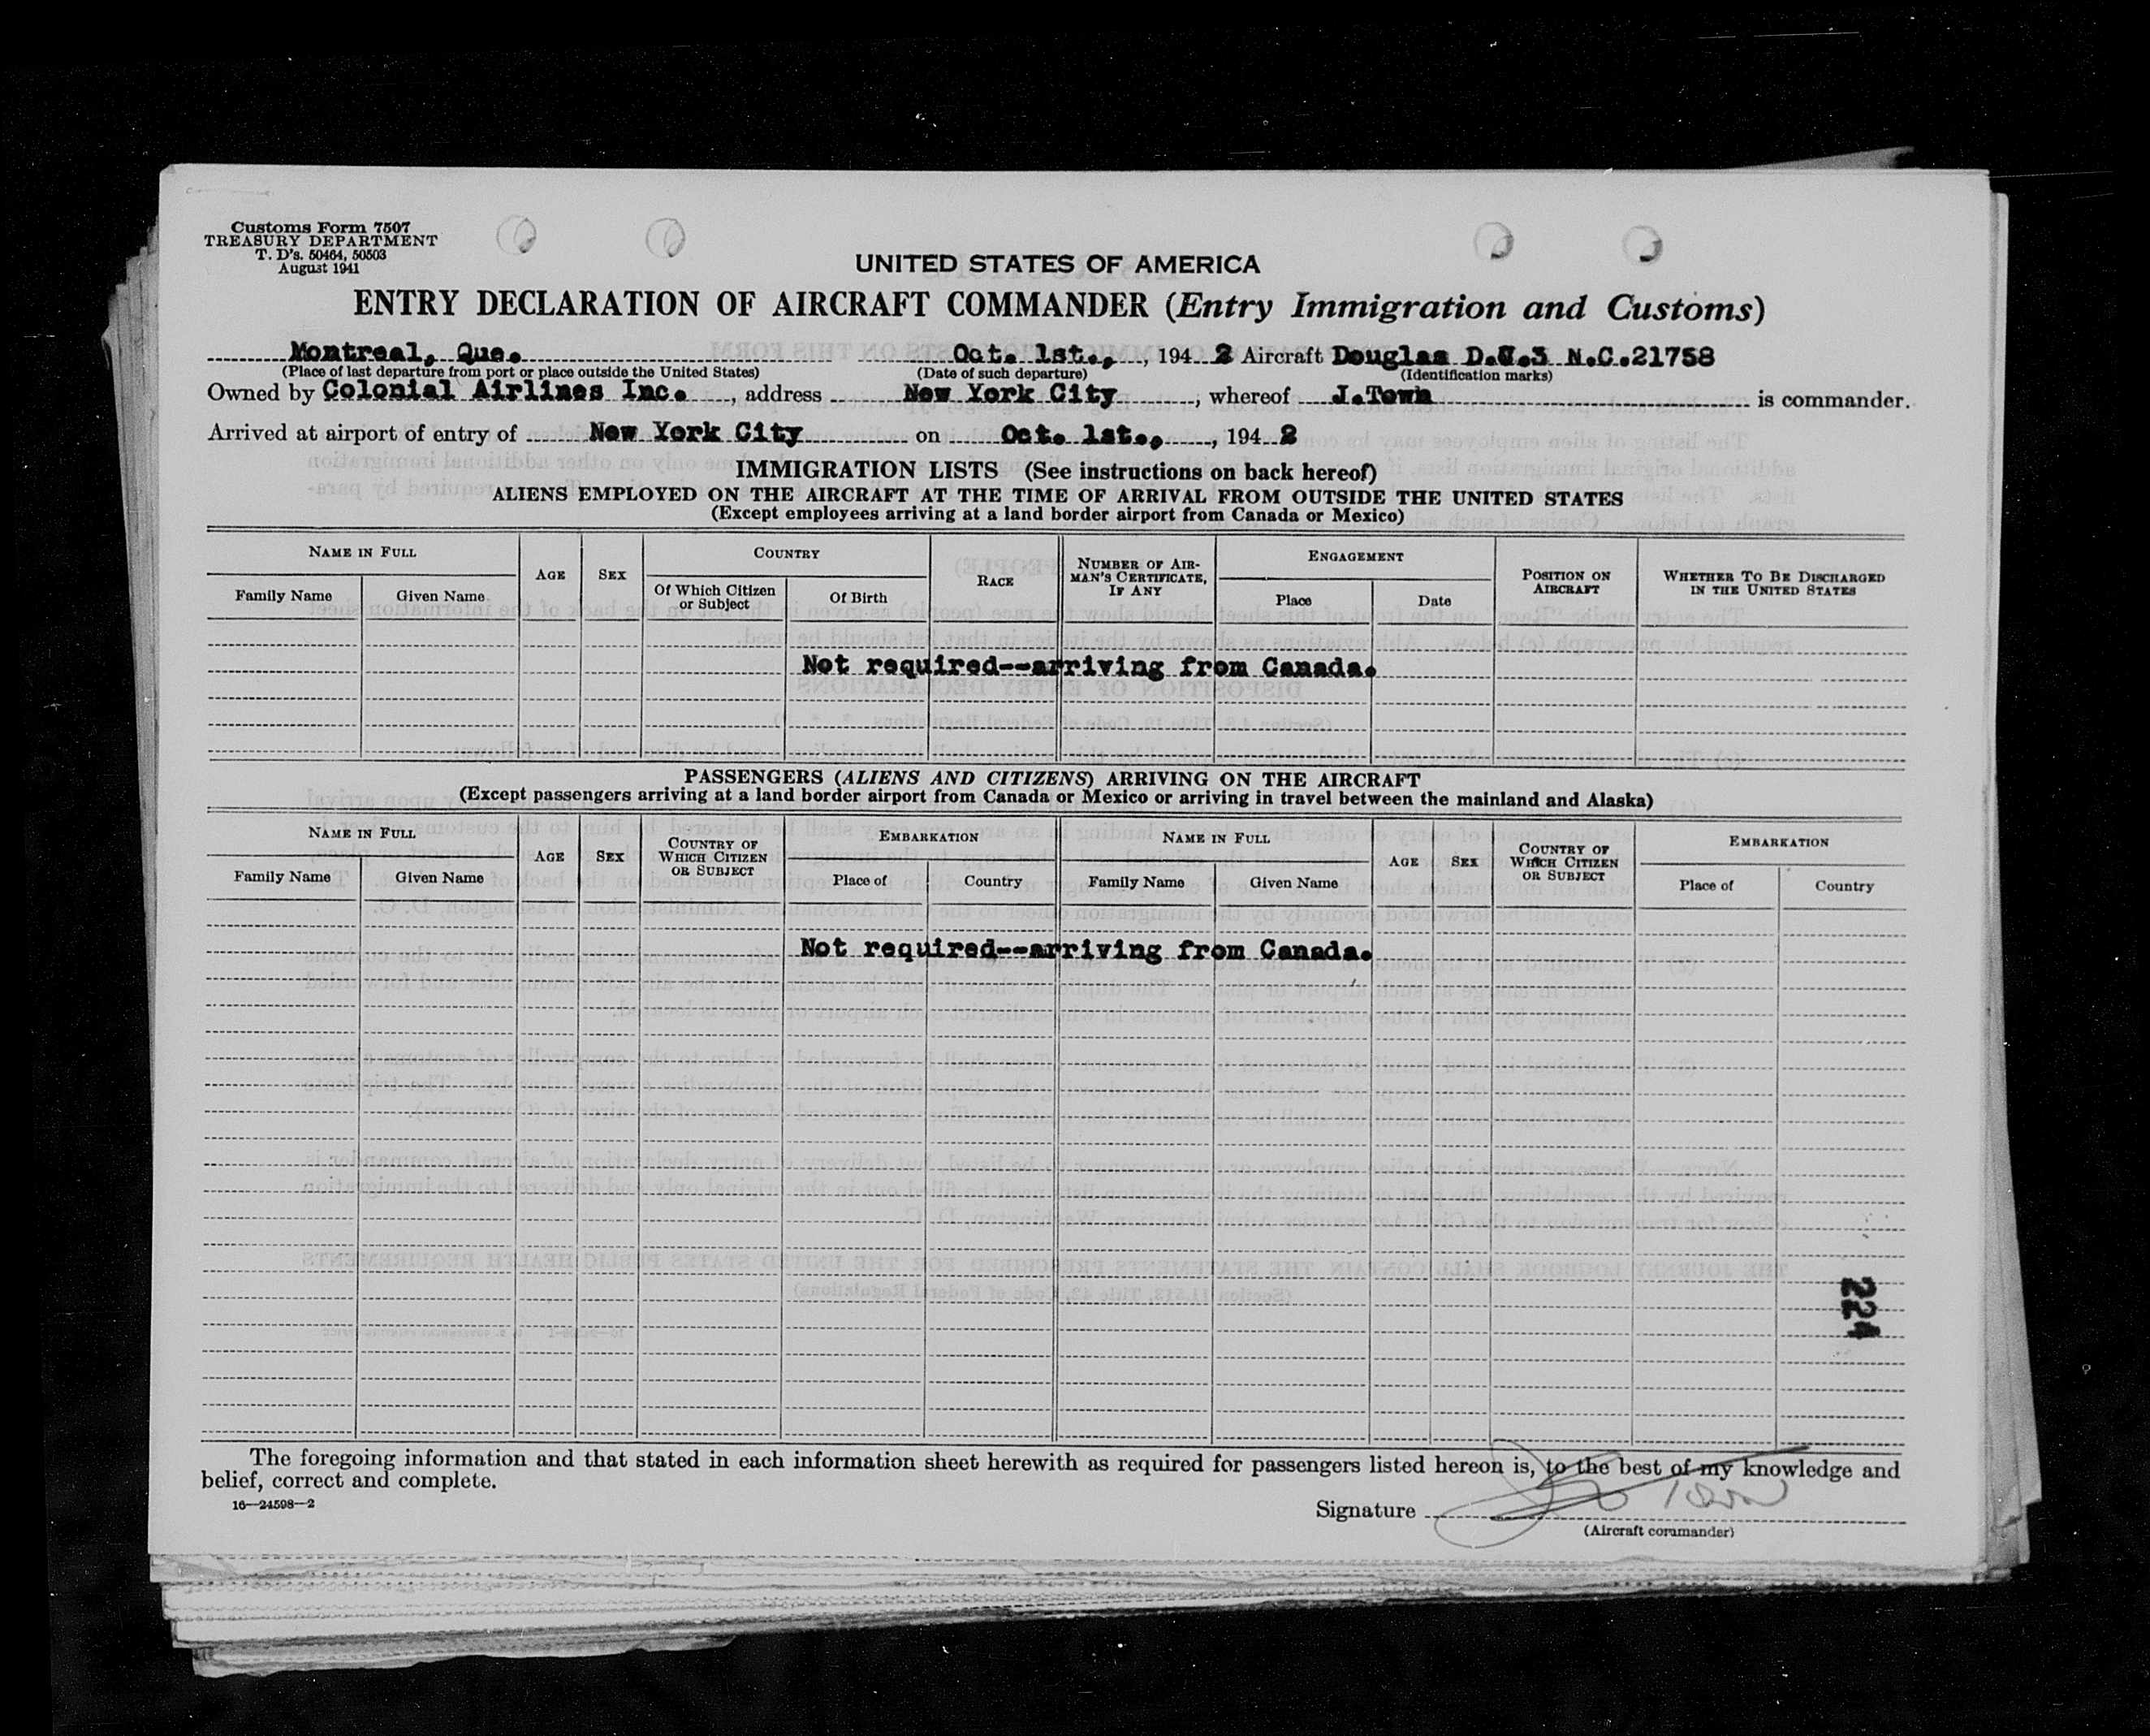 Customs Form 7507
TREASURY DEPARTMENT
T. D's. 50464, 50503
August 1941
UNITED STATES OF AMERICA
ENTRY DECLARATION OF AIRCRAFT COMMANDER (Entry Immigration and Customs)
Montreal, Que. Oct. 1st., , 194 2 Aircraft Douglas D.C.3 N.C.21758
(Place of last departure from port or place outside the United States) (Date of such departure) (Identification marks)
Owned by Colonial Airlines Inc. , address New York City , whereof J.Town is commander.
Arrived at airport of entry of New York City on Oct. 1st., , 194 2
IMMIGRATION LISTS (See instructions on back hereof)
ALIENS EMPLOYED ON THE AIRCRAFT AT THE TIME OF ARRIVAL FROM OUTSIDE THE UNITED STATES
(Except employees arriving at a land border airport from Canada or Mexico)
NAME IN FULL AGE SEX COUNTRY RACE NUMBER OF AIRMAN'S CERTIFICATE, IF ANY ENGAGEMENT POSITION ON AIRCRAFT WHETHER TO BE DISCHARGED IN THE UNITED STATES
Family Name Given Name Of Which Citizen or Subject Of Birth Place Date
Not required--arriving from Canada.
PASSENGERS (ALIENS AND CITIZENS) ARRIVING ON THE AIRCRAFT
(Except passengers arriving at a land border airport from Canada or Mexico or arriving in travel between the mainland and Alaska)
NAME IN FULL AGE SEX COUNTRY OF WHICH CITIZEN OR SUBJECT EMBARKATION NAME IN FULL AGE SEX COUNTRY OF WHICH CITIZEN OR SUBJECT EMBARKATION
Family Name Given Name Place of Country Family Name Given Name Place of Country
Not required--arriving from Canada.
224
The foregoing information and that stated in each information sheet herewith as required for passengers listed hereon is, to the best of my knowledge and
belief, correct and complete.
16—24598—2
Signature Town
(Aircraft commander)